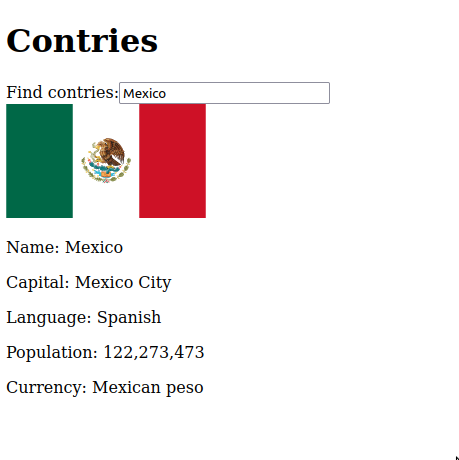 Contries
Find contries: Mexico
Name: Mexico
Capital: Mexico City
Language: Spanish
Population: 122,273,473
Currency: Mexican peso